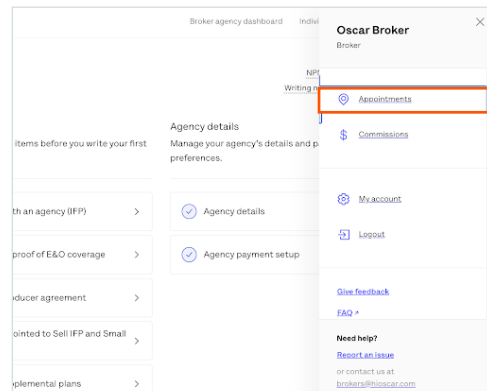 Broker agency dashboard
Oscar Broker
Broker
Writing
Appointments
Agency details
items before you write your first
Manage your agency's details and
preferences.
Commissions
My account
th an agency (IFP)
Agency details
Logout
proof of E&O coverage
Agency payment setup
Give feedback
ducer agreement
FAQ ↗
ointed to Sell IFP and Small
Need help?
Report an issue
or contact us at
brokers@hioscar.com
plemental plans